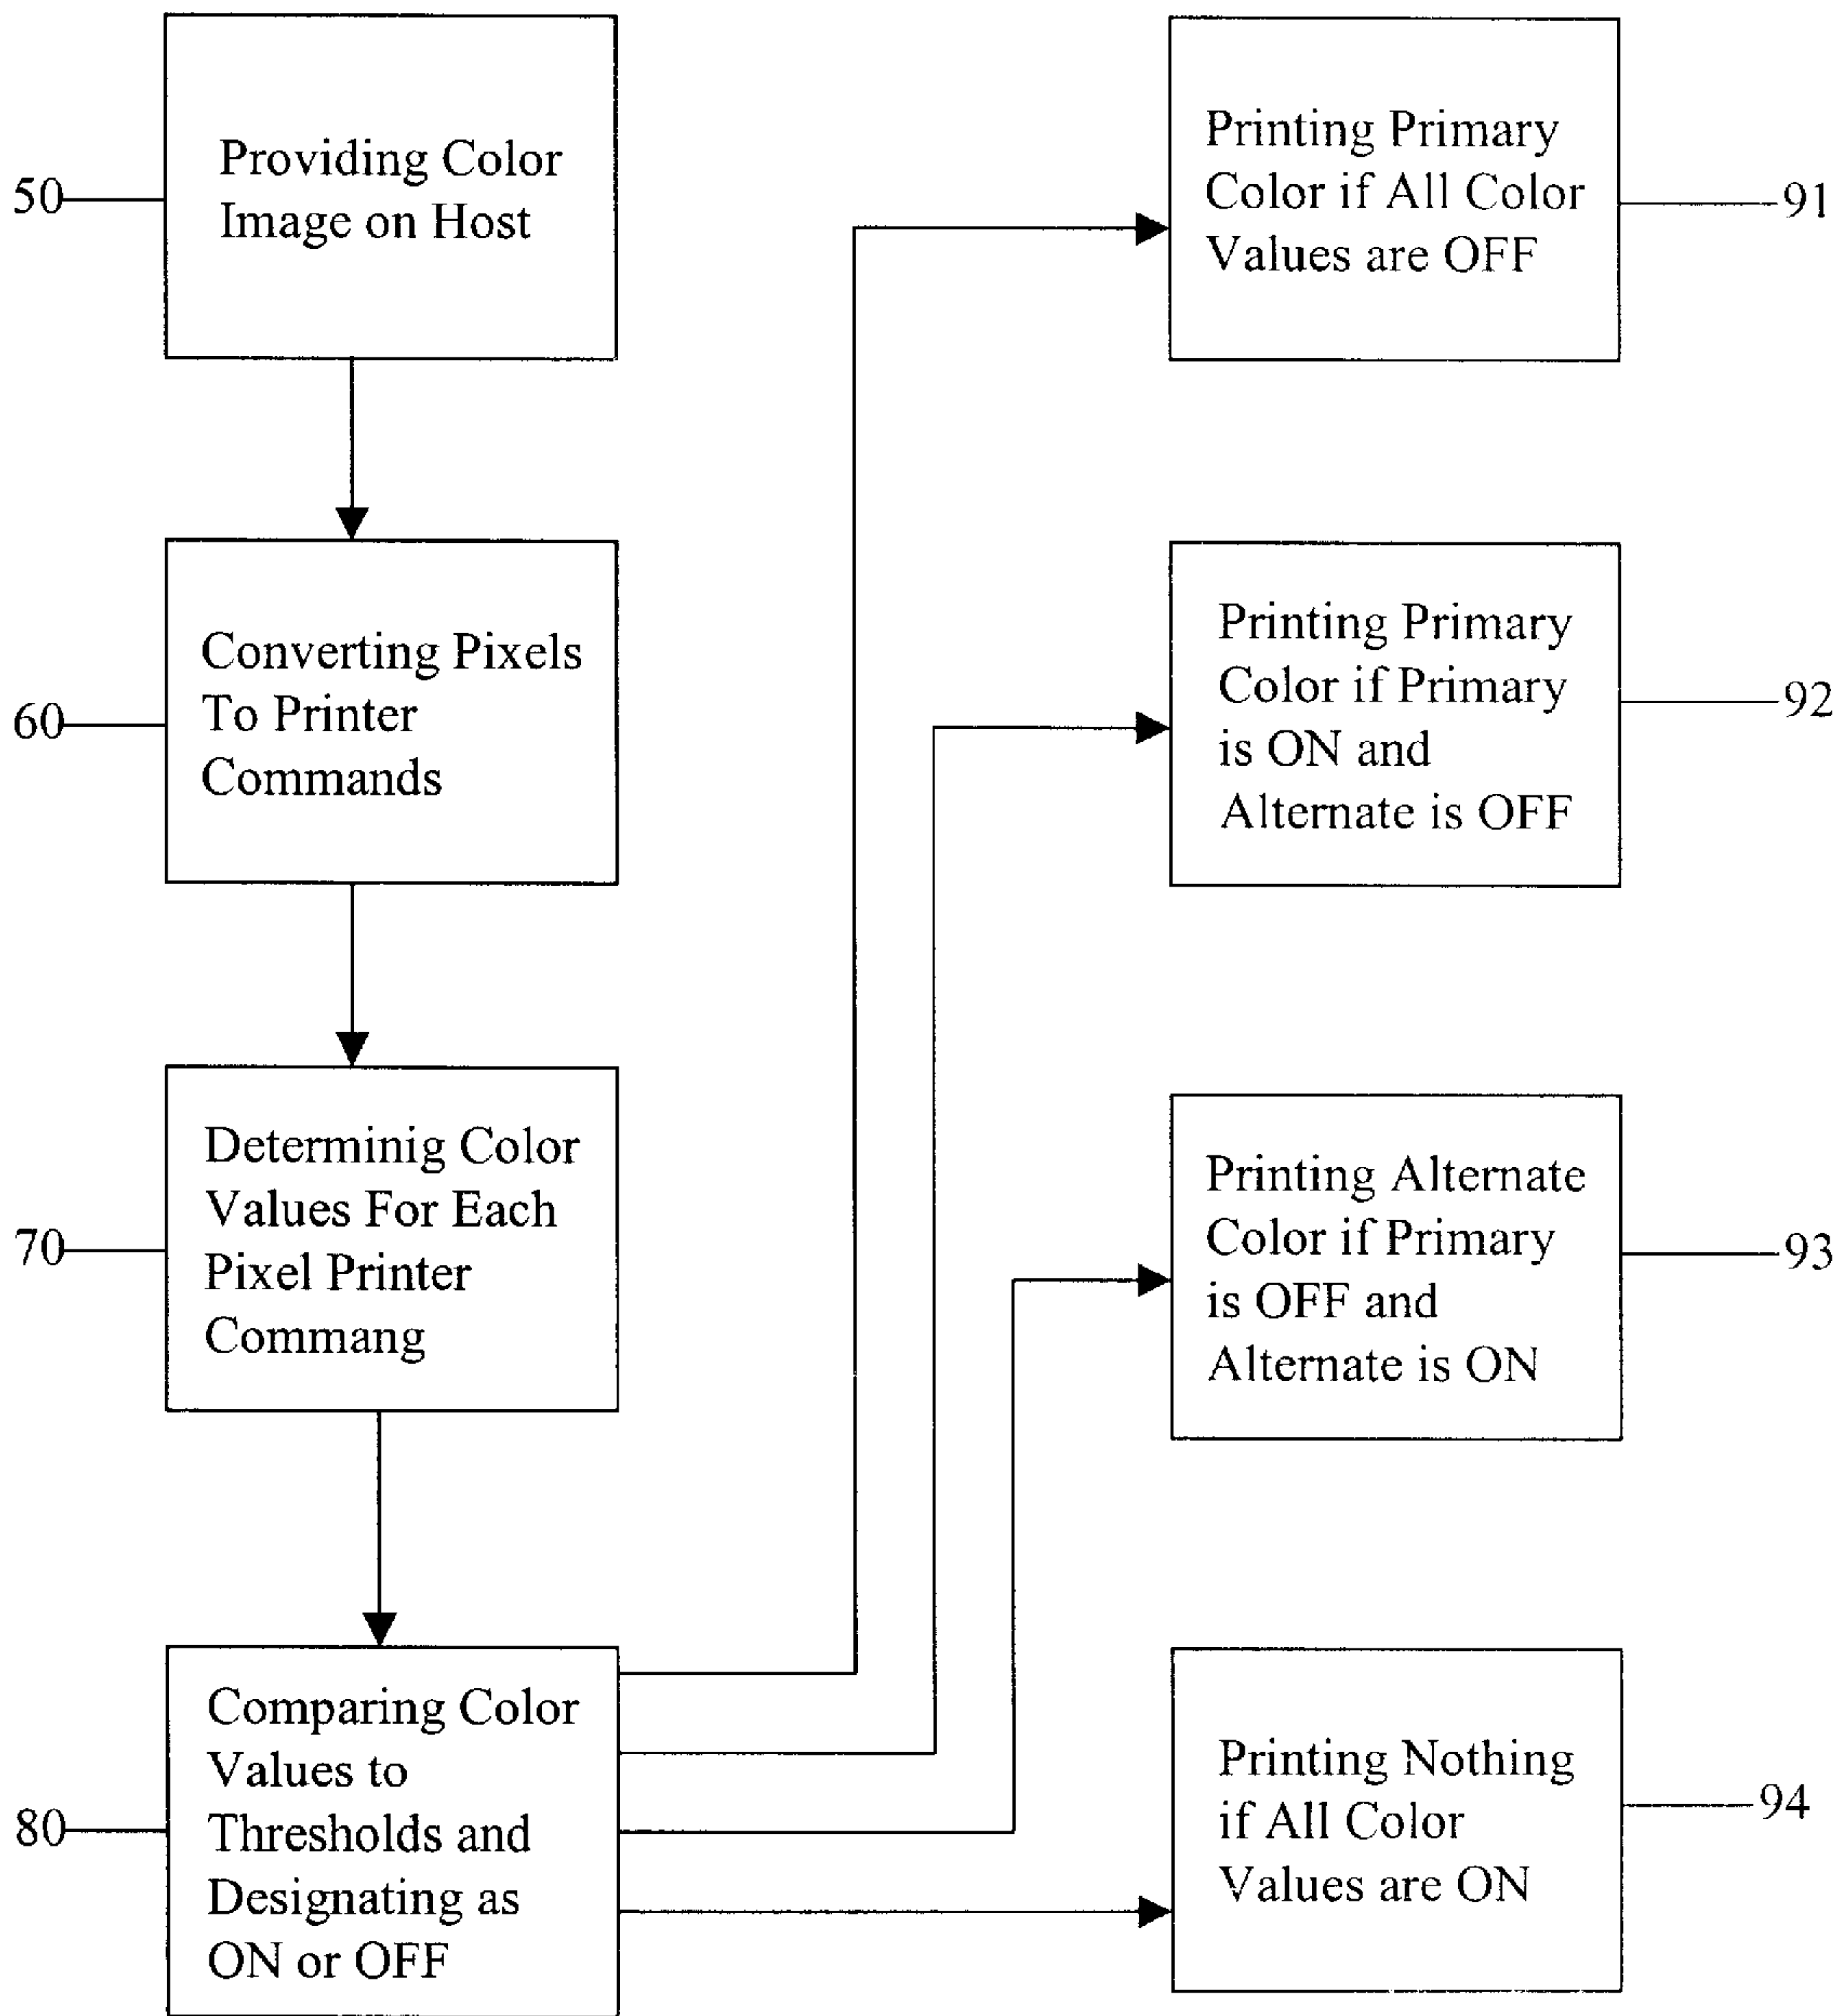 50
Providing Color
Image on Host
60
Converting Pixels
To Printer
Commands
70
Determinig Color
Values For Each
Pixel Printer
Commang
80
Comparing Color
Values to
Thresholds and
Designating as
ON or OFF
Printing Primary
Color if All Color
Values are OFF
91
Printing Primary
Color if Primary
is ON and
Alternate is OFF
92
Printing Alternate
Color if Primary
is OFF and
Alternate is ON
93
Printing Nothing
if All Color
Values are ON
94